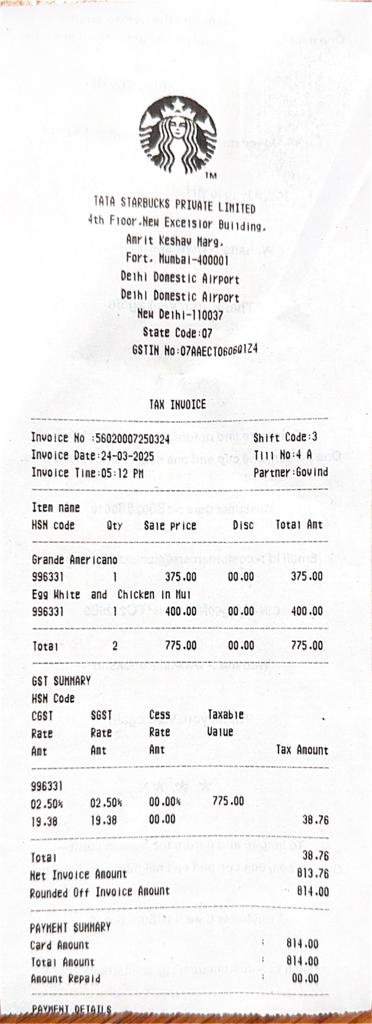 TM
TATA STARBUCKS PRIVATE LIMITED
4th Floor.New Excelsior Building.
Amrit Keshav Marg.
Fort. Mumbai-400001
Delhi Domestic Airport
Delhi Domestic Airport
New Delhi-110037
State Code:07
GSTIN No:07AAECT0606D1Z4
TAX INVOICE
Invoice No :56020007250324 Shift Code:3
Invoice Date:24-03-2025 Till No:4 A
Invoice Time:05:12 PM Partner:Govind
Item name
HSN code Qty Sale price Disc Total Amt
Grande Americano
996331 1 375.00 00.00 375.00
Egg White and Chicken in Mul
996331 1 400.00 00.00 400.00
Total 2 775.00 00.00 775.00
GST SUMMARY
HSN Code
CGST SGST Cess Taxable
Rate Rate Rate Value
Amt Amt Amt Tax Amount
996331
02.50% 02.50% 00.00% 775.00
19.38 19.38 00.00 38.76
Total 38.76
Net Invoice Amount 813.76
Rounded Off Invoice Amount 814.00
PAYMENT SUMMARY
Card Amount : 814.00
Total Amount : 814.00
Amount Repaid : 00.00
PAYMENT DETAILS